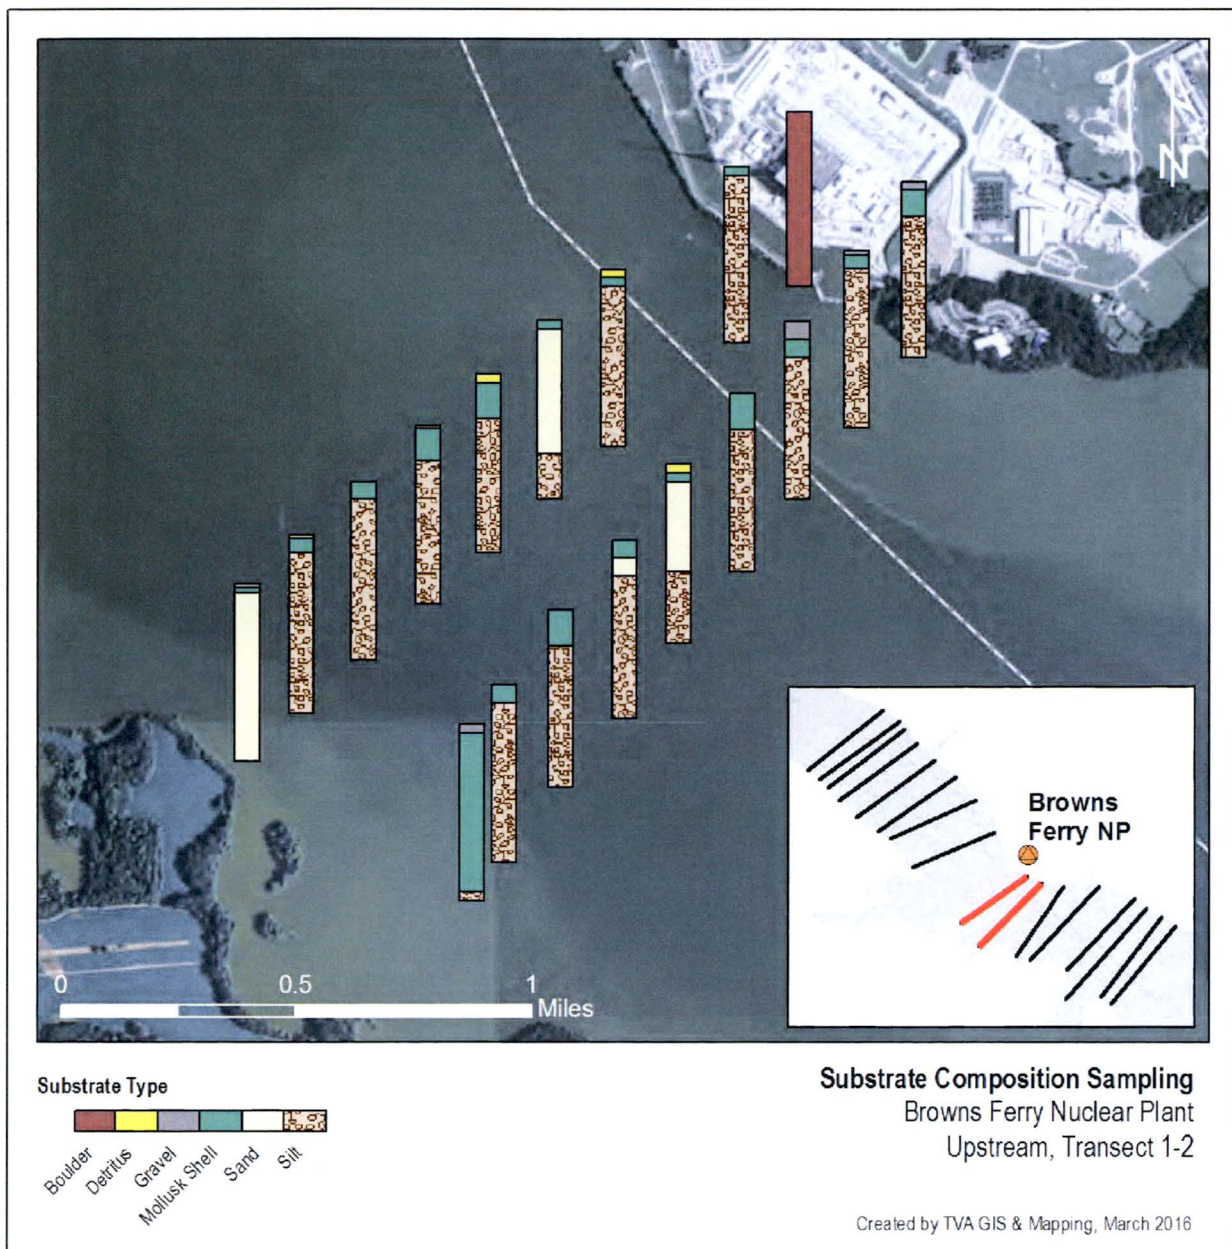 N
Browns
Ferry NP
0 0.5 1
Miles
Substrate Type
Boulder
Detritus
Gravel
Mollusk Shell
Sand
Silt
Substrate Composition Sampling
Browns Ferry Nuclear Plant
Upstream, Transect 1-2
Created by TVA GIS & Mapping, March 2016